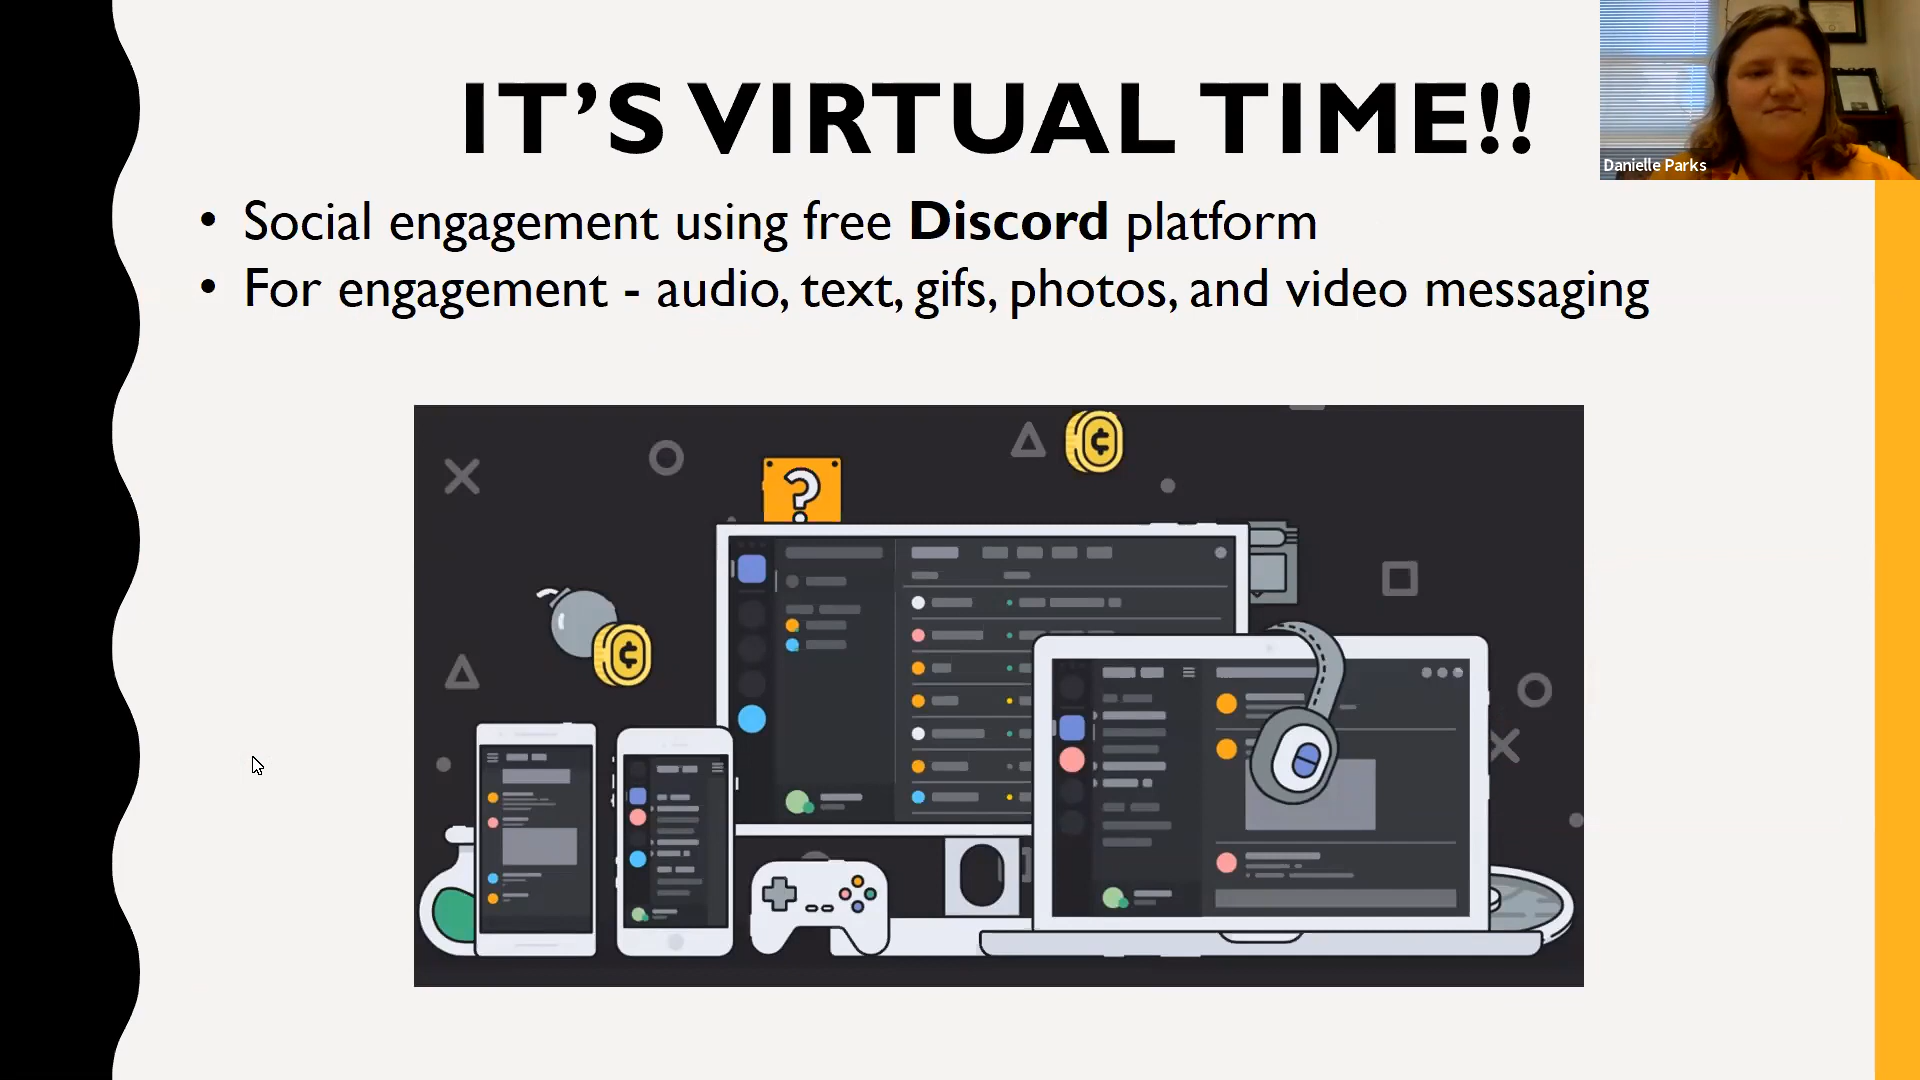 IT’S VIRTUAL TIME!!
Danielle Parks
• Social engagement using free Discord platform
• For engagement - audio, text, gifs, photos, and video messaging
?
¢
¢